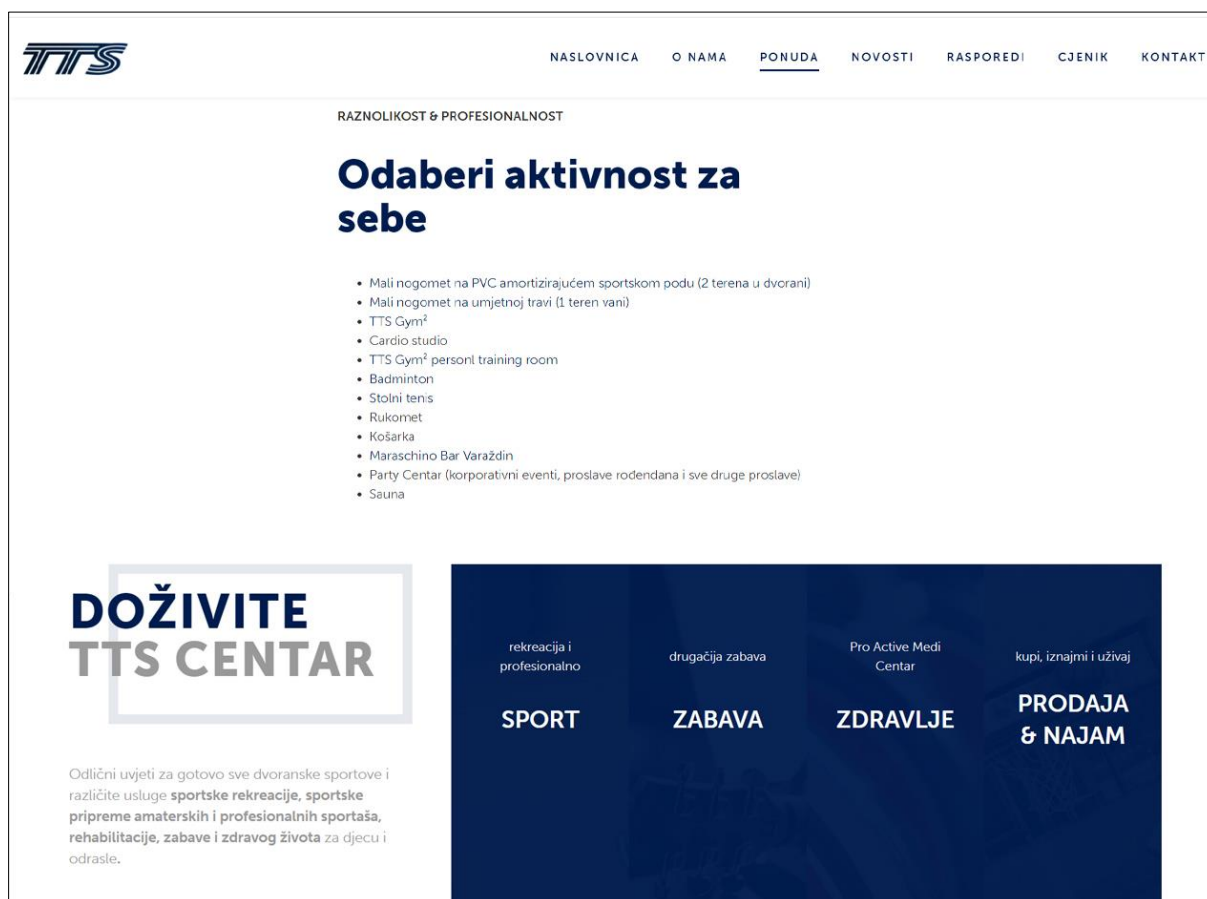 TTS
NASLOVNICA O NAMA PONUDA NOVOSTI RASPOREDI CJENIK KONTAKT
RAZNOLIKOST & PROFESIONALNOST
Odaberi aktivnost za
sebe
• Mali nogomet na PVC amortizirajućem sportskom podu (2 terena u dvorani)
• Mali nogomet na umjetnoj travi (1 teren vani)
• TTS Gym²
• Cardio studio
• TTS Gym² personl training room
• Badminton
• Stolni tenis
• Rukomet
• Košarka
• Maraschino Bar Varaždin
• Party Centar (korporativni eventi, proslave rođendana i sve druge proslave)
• Sauna
DOŽIVITE
TTS CENTAR
Odlični uvjeti za gotovo sve dvoranske sportove i
različite usluge sportske rekreacije, sportske
pripreme amaterskih i profesionalnih sportaša,
rehabilitacije, zabave i zdravog života za djecu i
odrasle.
rekreacija i
profesionalno
SPORT
drugačija zabava
ZABAVA
Pro Active Medi
Centar
ZDRAVLJE
kupi, iznajmi i uživaj
PRODAJA
& NAJAM